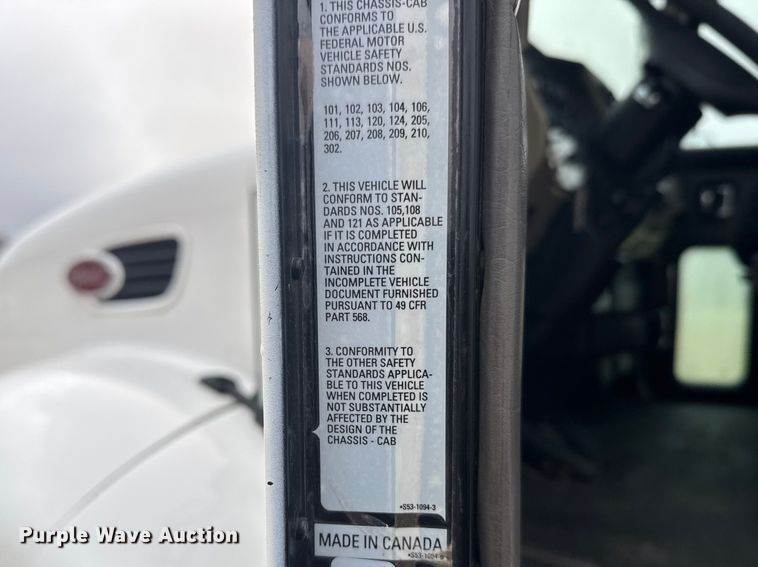 1. THIS CHASSIS-CAB
CONFORMS TO
THE APPLICABLE U.S.
FEDERAL MOTOR
VEHICLE SAFETY
STANDARDS NOS.
SHOWN BELOW.
101, 102, 103, 104, 106,
111, 113, 120, 124, 205,
206, 207, 208, 209, 210,
302.
2. THIS VEHICLE WILL
CONFORM TO STAN-
DARDS NOS. 105,108
AND 121 AS APPLICABLE
IF IT IS COMPLETED
IN ACCORDANCE WITH
INSTRUCTIONS CON-
TAINED IN THE
INCOMPLETE VEHICLE
DOCUMENT FURNISHED
PURSUANT TO 49 CFR
PART 568.
3. CONFORMITY TO
THE OTHER SAFETY
STANDARDS APPLICA-
BLE TO THIS VEHICLE
WHEN COMPLETED IS
NOT SUBSTANTIALLY
AFFECTED BY THE
DESIGN OF THE
CHASSIS - CAB
•S53-1094-3
MADE IN CANADA
•S53-1094-6
Purple Wave Auction